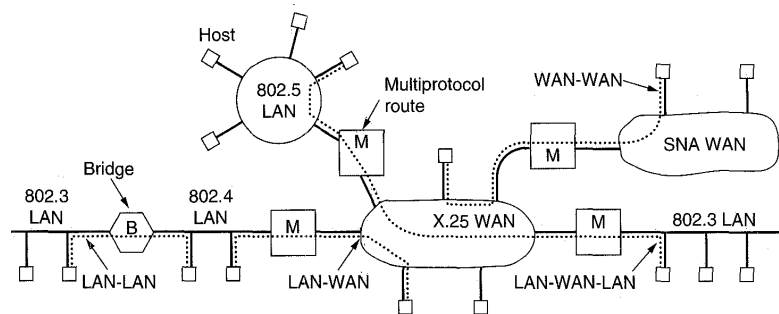 Host
802.5
LAN
Multiprotocol
route
M
WAN-WAN
M
SNA WAN
Bridge
802.3
LAN
B
802.4
LAN
M
X.25 WAN
M
802.3 LAN
LAN-LAN
LAN-WAN
LAN-WAN-LAN